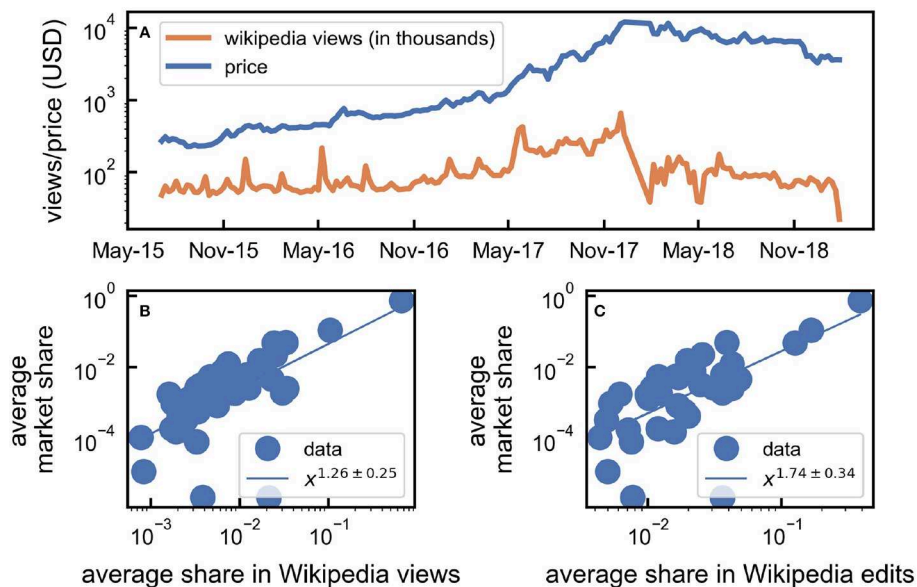 A
wikipedia views (in thousands)
price
views/price (USD)
10^4
10^3
10^2
May-15 Nov-15 May-16 Nov-16 May-17 Nov-17 May-18 Nov-18
B
average
market share
10^0
10^−2
10^−4
data
x^1.26 ± 0.25
10^−3 10^−2 10^−1
average share in Wikipedia views
C
average
market share
10^0
10^−2
10^−4
data
x^1.74 ± 0.34
10^−2 10^−1
average share in Wikipedia edits